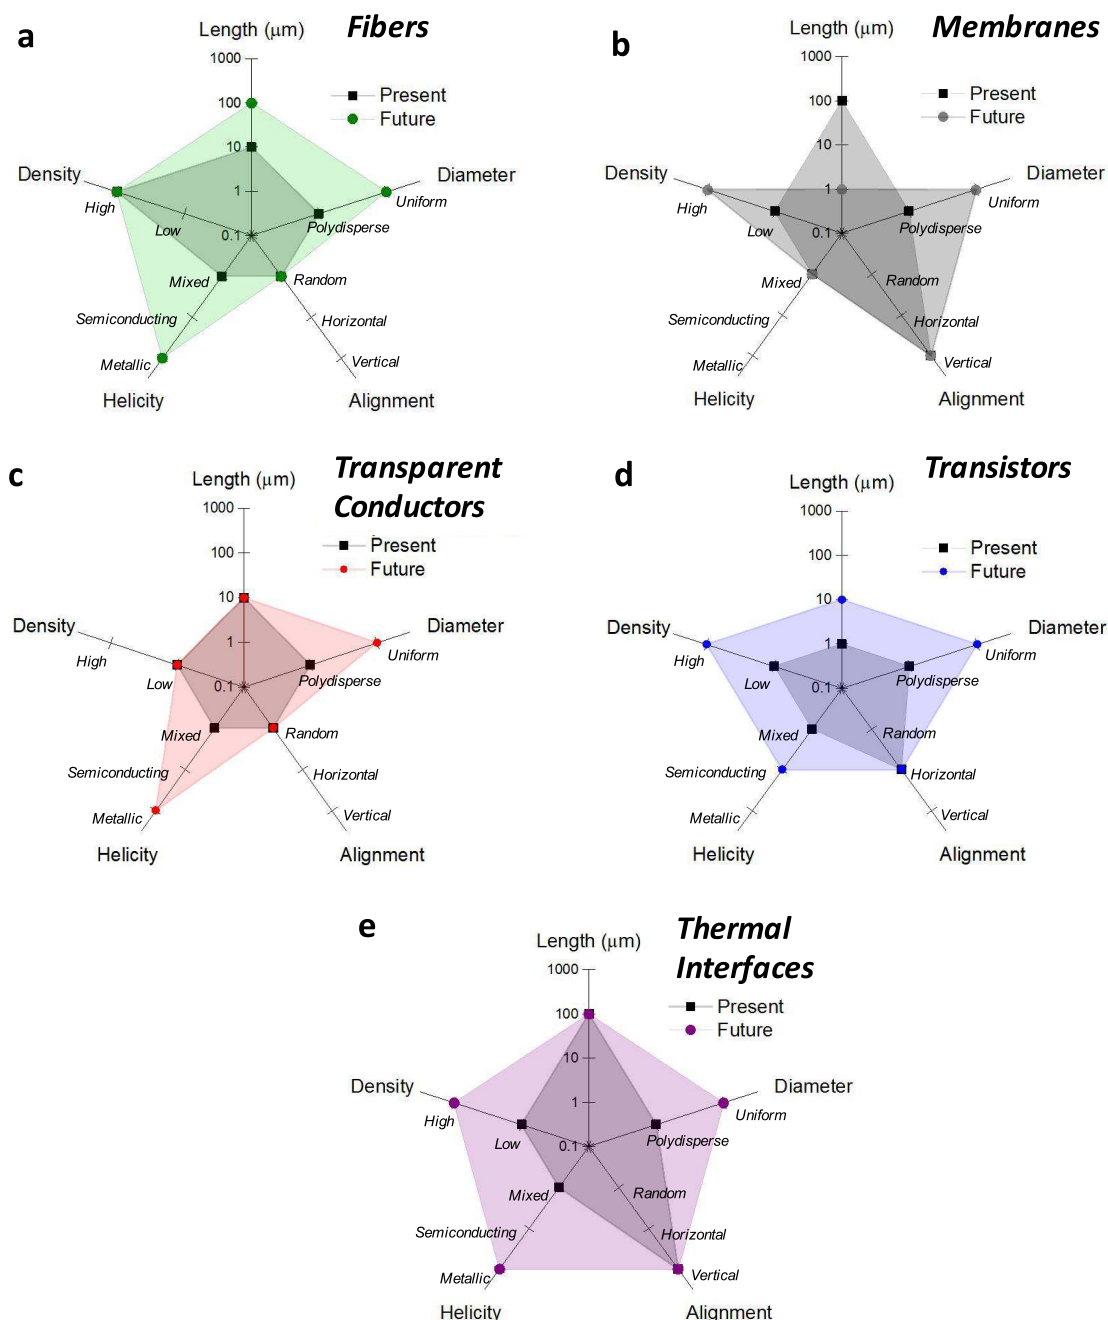 a
Fibers
Length (μm)
1000
100
10
1
0.1
Present
Future
Density
High
Low
Diameter
Uniform
Polydisperse
Mixed
Semiconducting
Metallic
Helicity
Random
Horizontal
Vertical
Alignment
b
Membranes
Length (μm)
1000
100
10
1
0.1
Present
Future
Density
High
Low
Diameter
Uniform
Polydisperse
Mixed
Semiconducting
Metallic
Helicity
Random
Horizontal
Vertical
Alignment
c
Transparent
Conductors
Length (μm)
1000
100
10
1
0.1
Present
Future
Density
High
Low
Diameter
Uniform
Polydisperse
Mixed
Semiconducting
Metallic
Helicity
Random
Horizontal
Vertical
Alignment
d
Transistors
Length (μm)
1000
100
10
1
0.1
Present
Future
Density
High
Low
Diameter
Uniform
Polydisperse
Mixed
Semiconducting
Metallic
Helicity
Random
Horizontal
Vertical
Alignment
e
Thermal
Interfaces
Length (μm)
1000
100
10
1
0.1
Present
Future
Density
High
Low
Diameter
Uniform
Polydisperse
Mixed
Semiconducting
Metallic
Helicity
Random
Horizontal
Vertical
Alignment